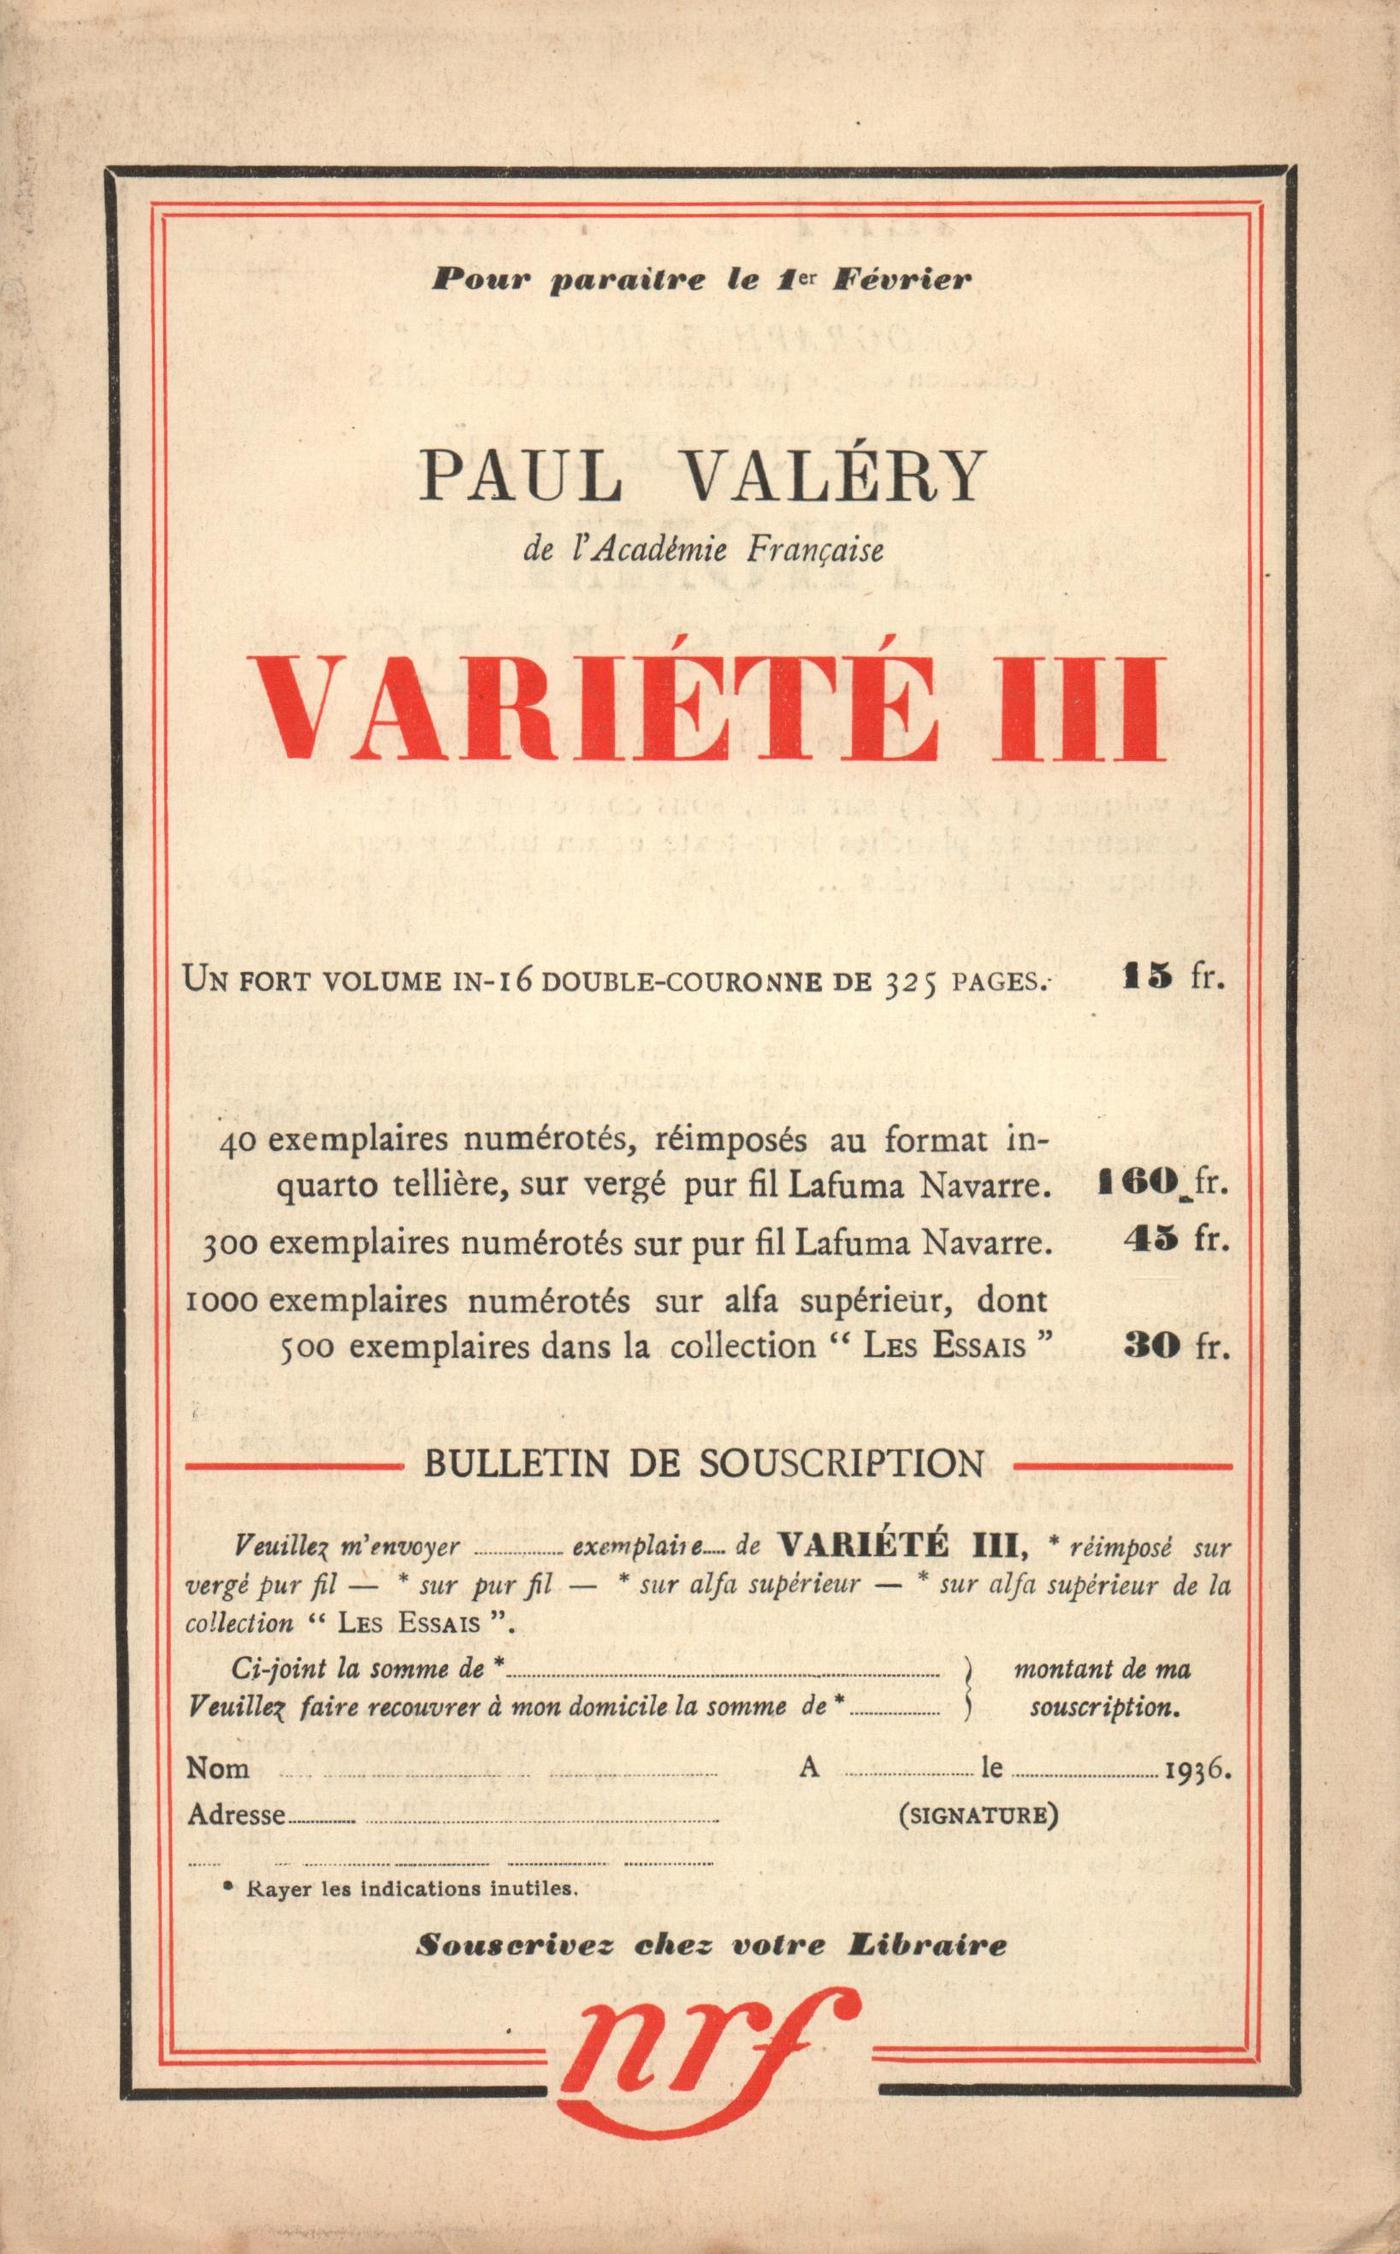 Pour paraitre le 1er Février
PAUL VALÉRY
de l'Académie Française
VARIÉTÉ III
UN FORT VOLUME IN-16 DOUBLE-COURONNE DE 325 PAGES. 15 fr.
40 exemplaires numérotés, réimposés au format in-
quarto tellière, sur vergé pur fil Lafuma Navarre. 160 fr.
300 exemplaires numérotés sur pur fil Lafuma Navarre. 45 fr.
1000 exemplaires numérotés sur alfa supérieur, dont
500 exemplaires dans la collection “ LES ESSAIS ” 30 fr.
BULLETIN DE SOUSCRIPTION
Veuillez m'envoyer ............ exemplaire.... de VARIÉTÉ III, * réimposé sur
vergé pur fil — * sur pur fil — * sur alfa supérieur — * sur alfa supérieur de la
collection “ LES ESSAIS ”.
Ci-joint la somme de *............ } montant de ma
Veuillez faire recouvrer à mon domicile la somme de *............ } souscription.
Nom ............ A ............ le ............ 1936.
Adresse............ (SIGNATURE)
* Rayer les indications inutiles.
Souscrivez chez votre Libraire
nrf